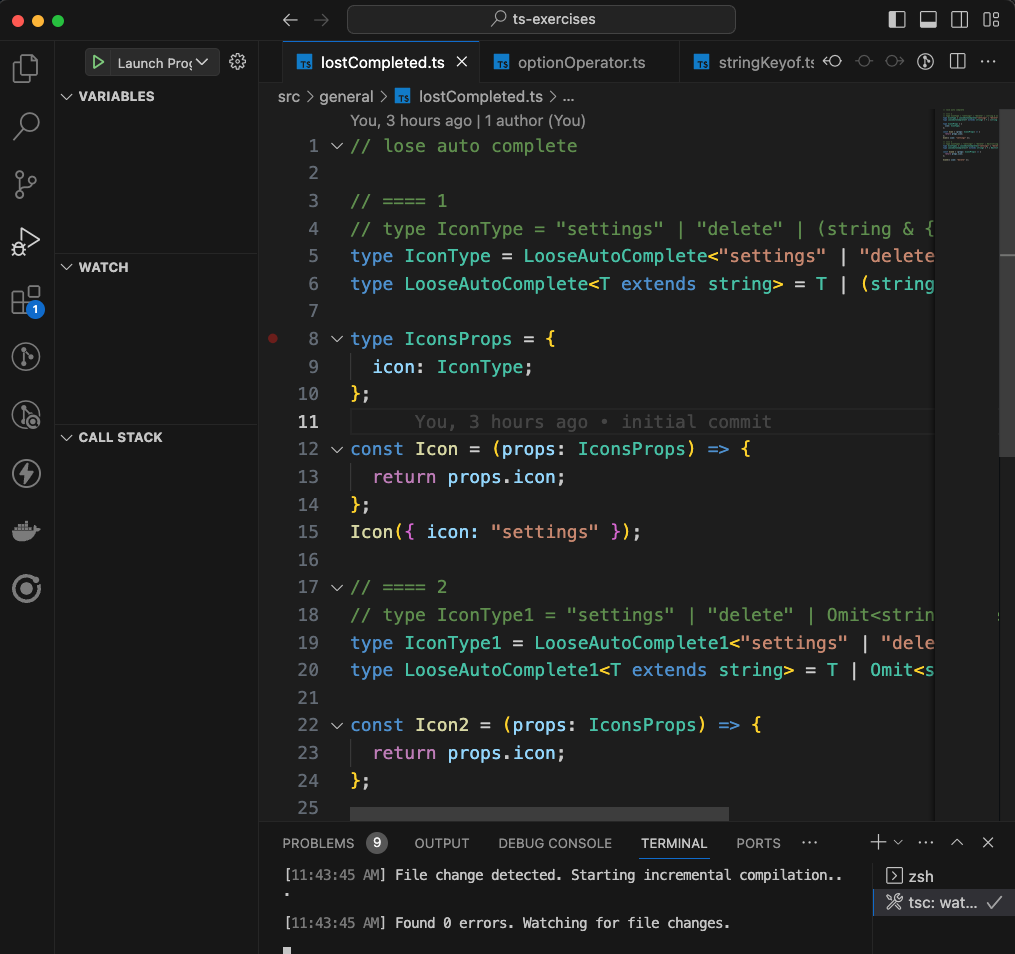 ts-exercises
Launch Prog
TS lostCompleted.ts
TS optionOperator.ts
TS stringKeyof.ts
VARIABLES
WATCH
CALL STACK
1
src > general > TS lostCompleted.ts > ...
You, 3 hours ago | 1 author (You)
1 // lose auto complete
2
3 // ==== 1
4 // type IconType = "settings" | "delete" | (string & {
5 type IconType = LooseAutoComplete<"settings" | "delete
6 type LooseAutoComplete<T extends string> = T | (string
7
8 type IconsProps = {
9 icon: IconType;
10 };
11 You, 3 hours ago • initial commit
12 const Icon = (props: IconsProps) => {
13 return props.icon;
14 };
15 Icon({ icon: "settings" });
16
17 // ==== 2
18 // type IconType1 = "settings" | "delete" | Omit<strin
19 type IconType1 = LooseAutoComplete1<"settings" | "dele
20 type LooseAutoComplete1<T extends string> = T | Omit<s
21
22 const Icon2 = (props: IconsProps) => {
23 return props.icon;
24 };
25
PROBLEMS 9 OUTPUT DEBUG CONSOLE TERMINAL PORTS ...
[11:43:45 AM] File change detected. Starting incremental compilation..
.
[11:43:45 AM] Found 0 errors. Watching for file changes.
zsh
tsc: wat...